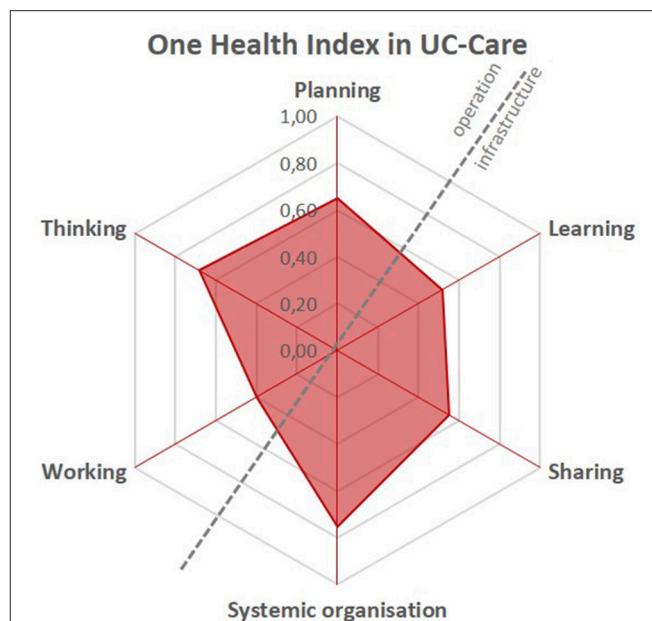 One Health Index in UC-Care
operation
infrastructure
Planning
1,00
0,80
Thinking
Learning
0,60
0,40
0,20
0,00
Working
Sharing
Systemic organisation